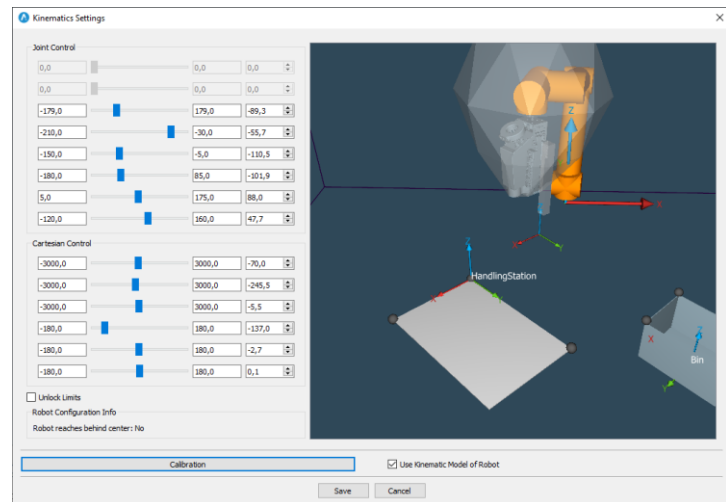 Kinematics Settings
Joint Control
0,0 0,0 0,0
0,0 0,0 0,0
-179,0 179,0 -89,3
-210,0 -30,0 -55,7
-150,0 -5,0 -110,5
-180,0 85,0 -101,9
5,0 175,0 88,0
-120,0 160,0 47,7
Cartesian Control
-3000,0 3000,0 -70,0
-3000,0 3000,0 -245,5
-3000,0 3000,0 -5,5
-180,0 180,0 -137,0
-180,0 180,0 -2,7
-180,0 180,0 0,1
Unlock Limits
Robot Configuration Info
Robot reaches behind center: No
Z
X
Z
X
Y
Z
HandlingStation
X
Y
Z
X
Bin
Y
Calibration
Use Kinematic Model of Robot
Save Cancel